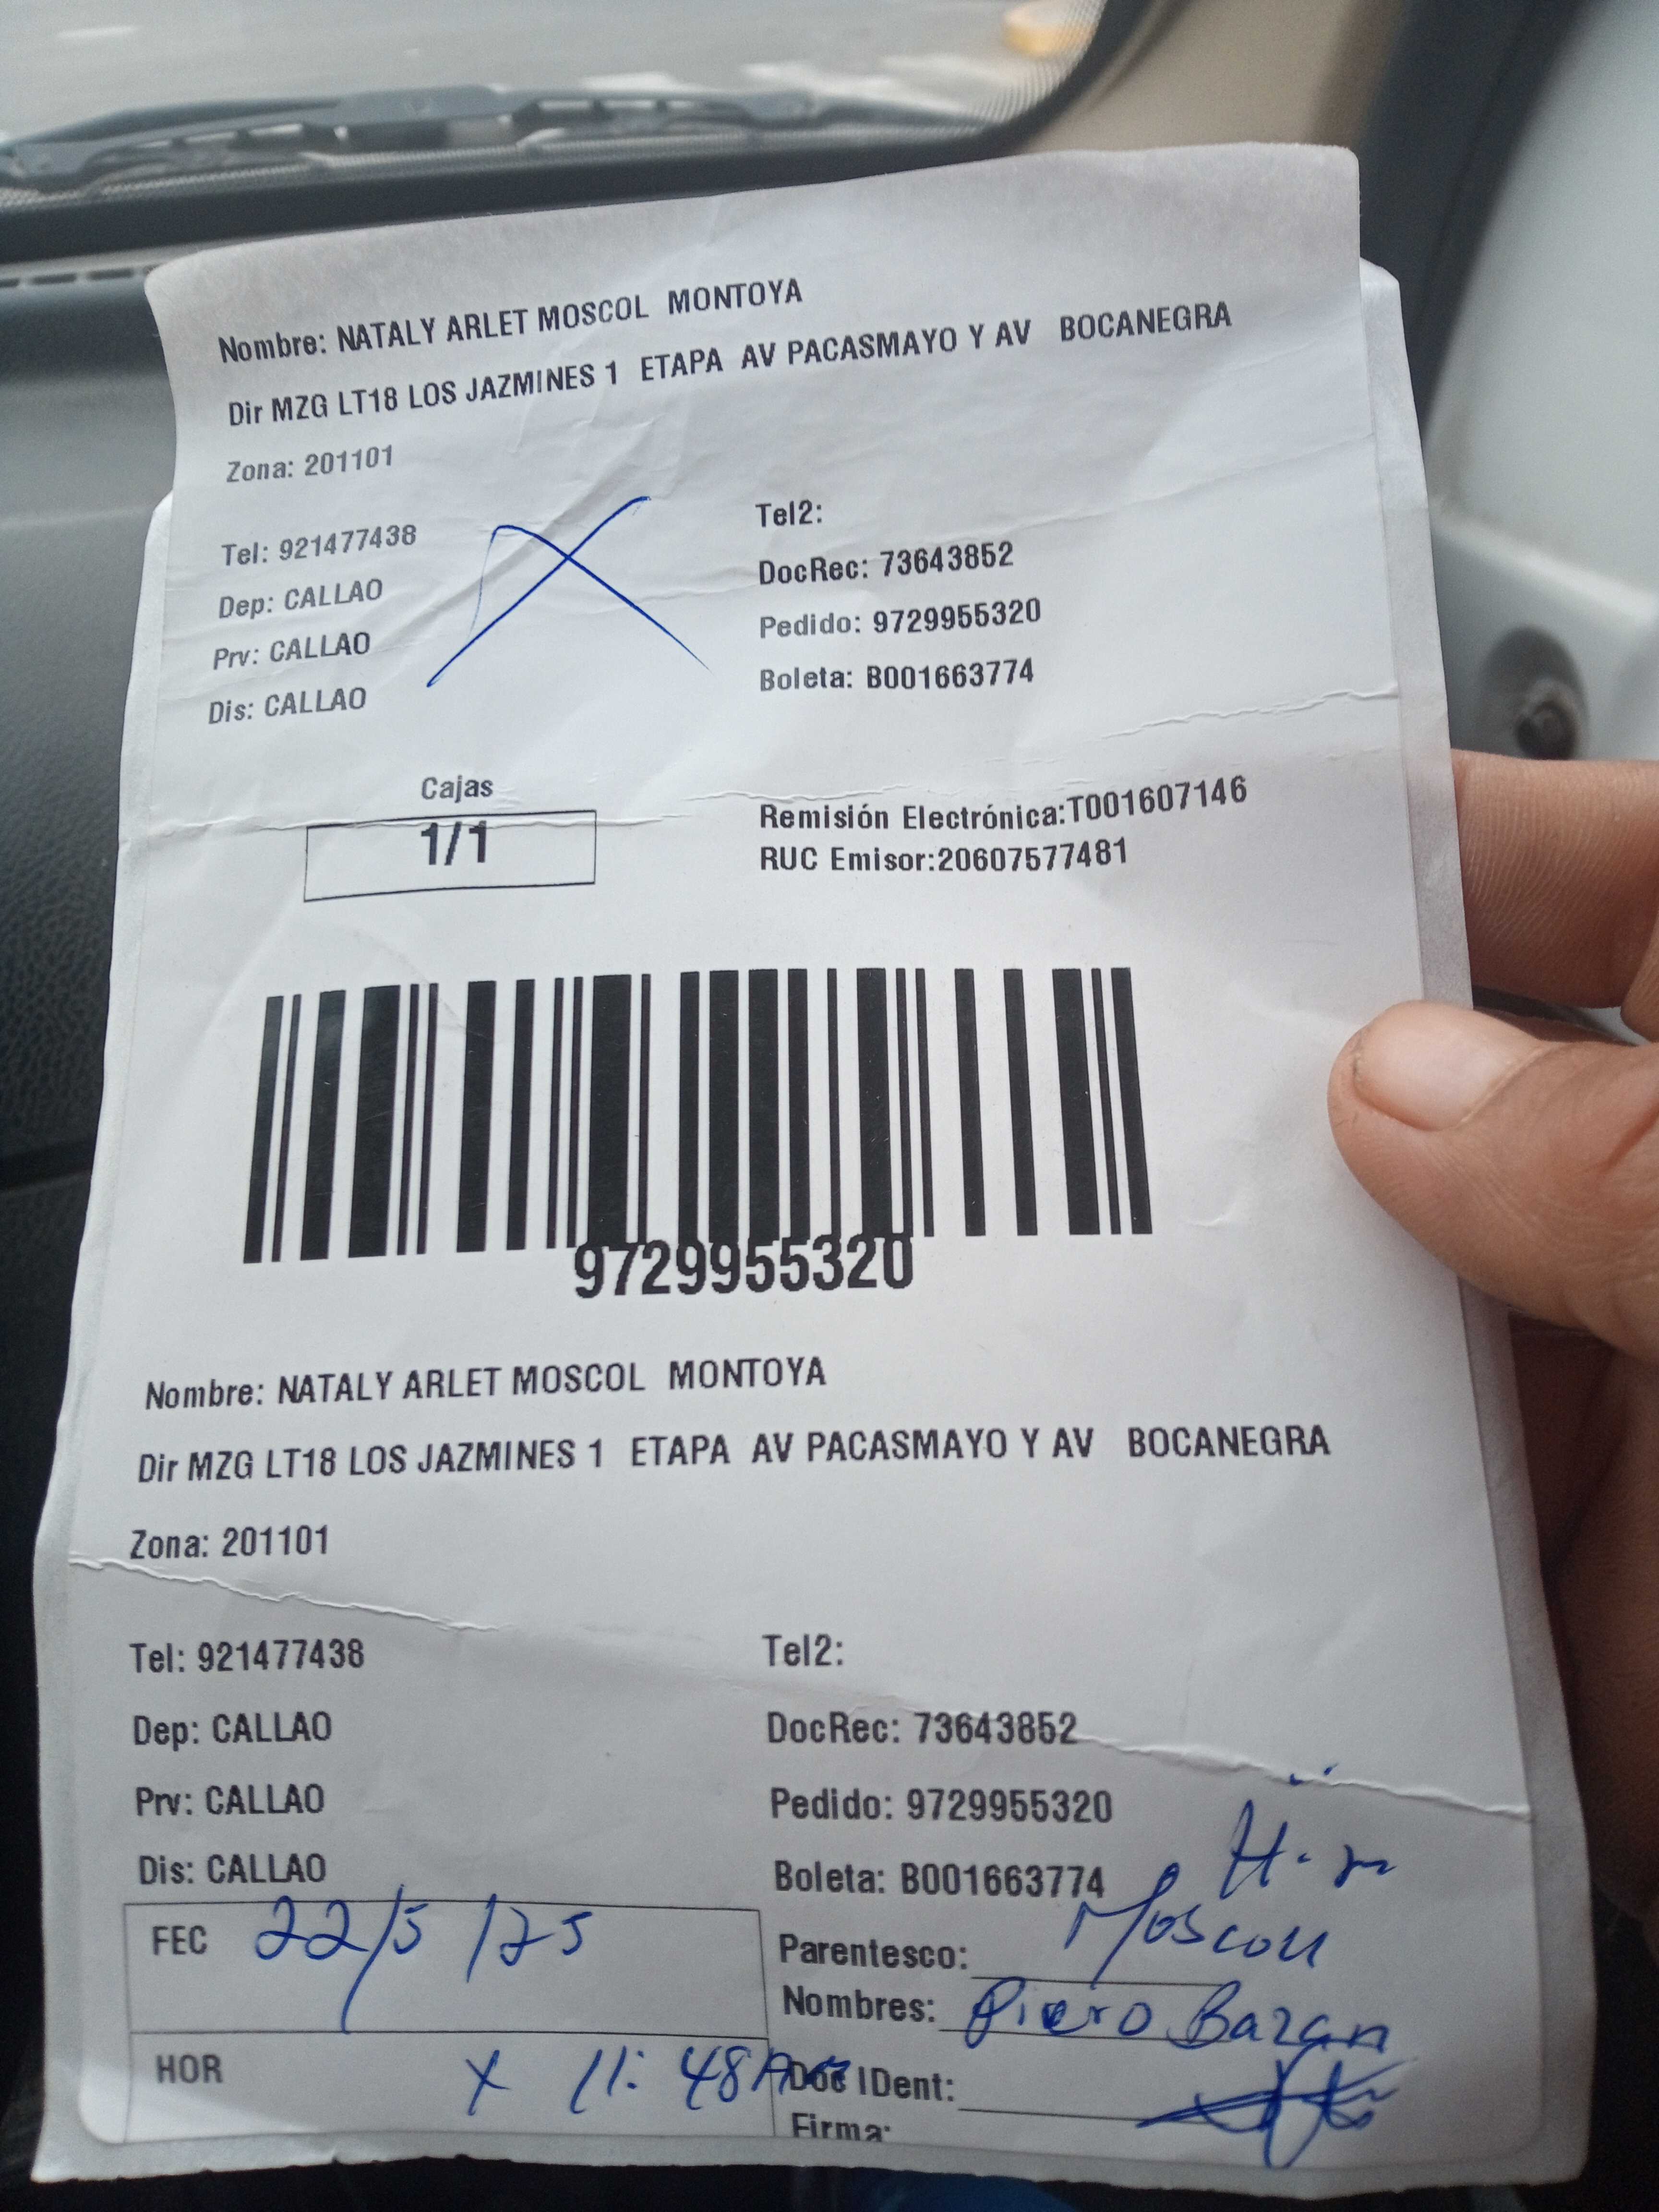 Nombre: NATALY ARLET MOSCOL MONTOYA
Dir MZG LT18 LOS JAZMINES 1 ETAPA AV PACASMAYO Y AV BOCANEGRA
Zona: 201101
Tel: 921477438
Tel2:
Dep: CALLAO
DocRec: 73643852
Prv: CALLAO
Pedido: 9729955320
Dis: CALLAO
Boleta: B001663774
Cajas
1/1
Remisión Electrónica:T001607146
RUC Emisor:20607577481
9729955320
Nombre: NATALY ARLET MOSCOL MONTOYA
Dir MZG LT18 LOS JAZMINES 1 ETAPA AV PACASMAYO Y AV BOCANEGRA
Zona: 201101
Tel: 921477438
Tel2:
Dep: CALLAO
DocRec: 73643852
Prv: CALLAO
Pedido: 9729955320
Dis: CALLAO
Boleta: B001663774
FEC 22/5/25
Parentesco:
Nombres: Piero Bazan
HOR x 11:48
Doc IDent:
Firma: